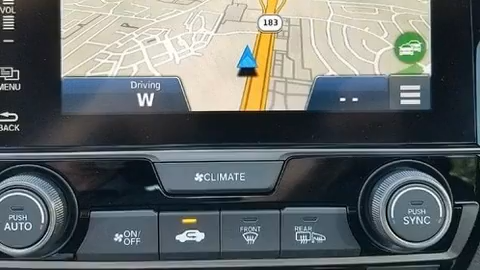 VOL
183
MENU
Driving
W
--
BACK
CLIMATE
PUSH
AUTO
ON/
OFF
FRONT
REAR
PUSH
SYNC